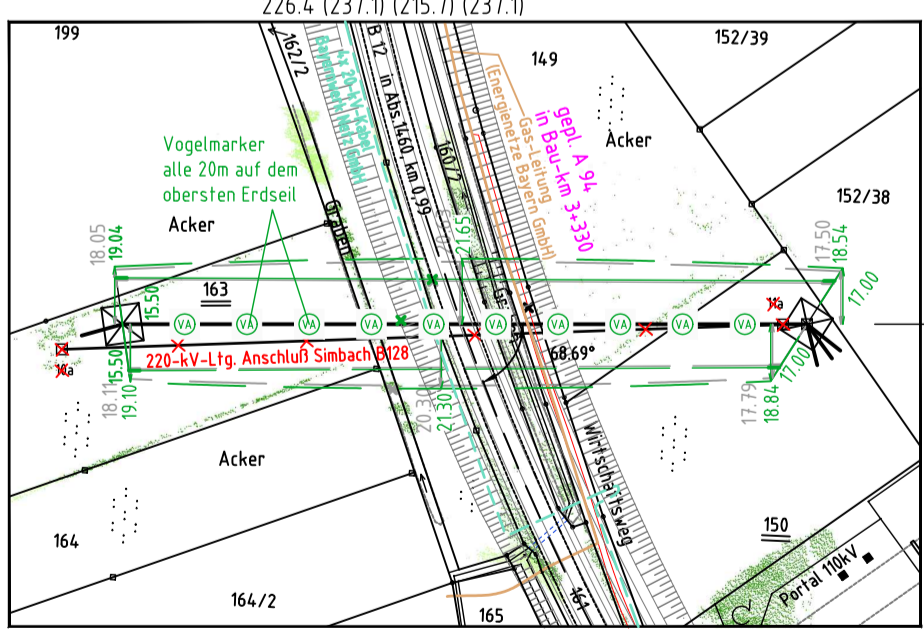 226.4 (237.1) (215.7) (237.1)
199
162/2
4x 20-kV-Kabel
Bayernwerk Netz GmbH
B 12 in Abs.1460, km 0,99
160/2
149
Gas-Leitung
(Energienetze Bayern GmbH)
gepl. A 94
in Bau-km 3+330
Acker
152/39
152/38
Vogelmarker
alle 20m auf dem
obersten Erdseil
Acker
Graben
18.05
19.04
15.50
163
21.65
17.50
18.54
17.00
VA
VA
VA
VA
VA
VA
VA
VA
VA
VA
10a
220-kV-Ltg. Anschluß Simbach B128
68.69°
15.50
18.11
19.10
20.30
21.30
17.79
18.84
17.00
Wirtschaftsweg
Acker
164
164/2
165
161
150
Portal 110kV